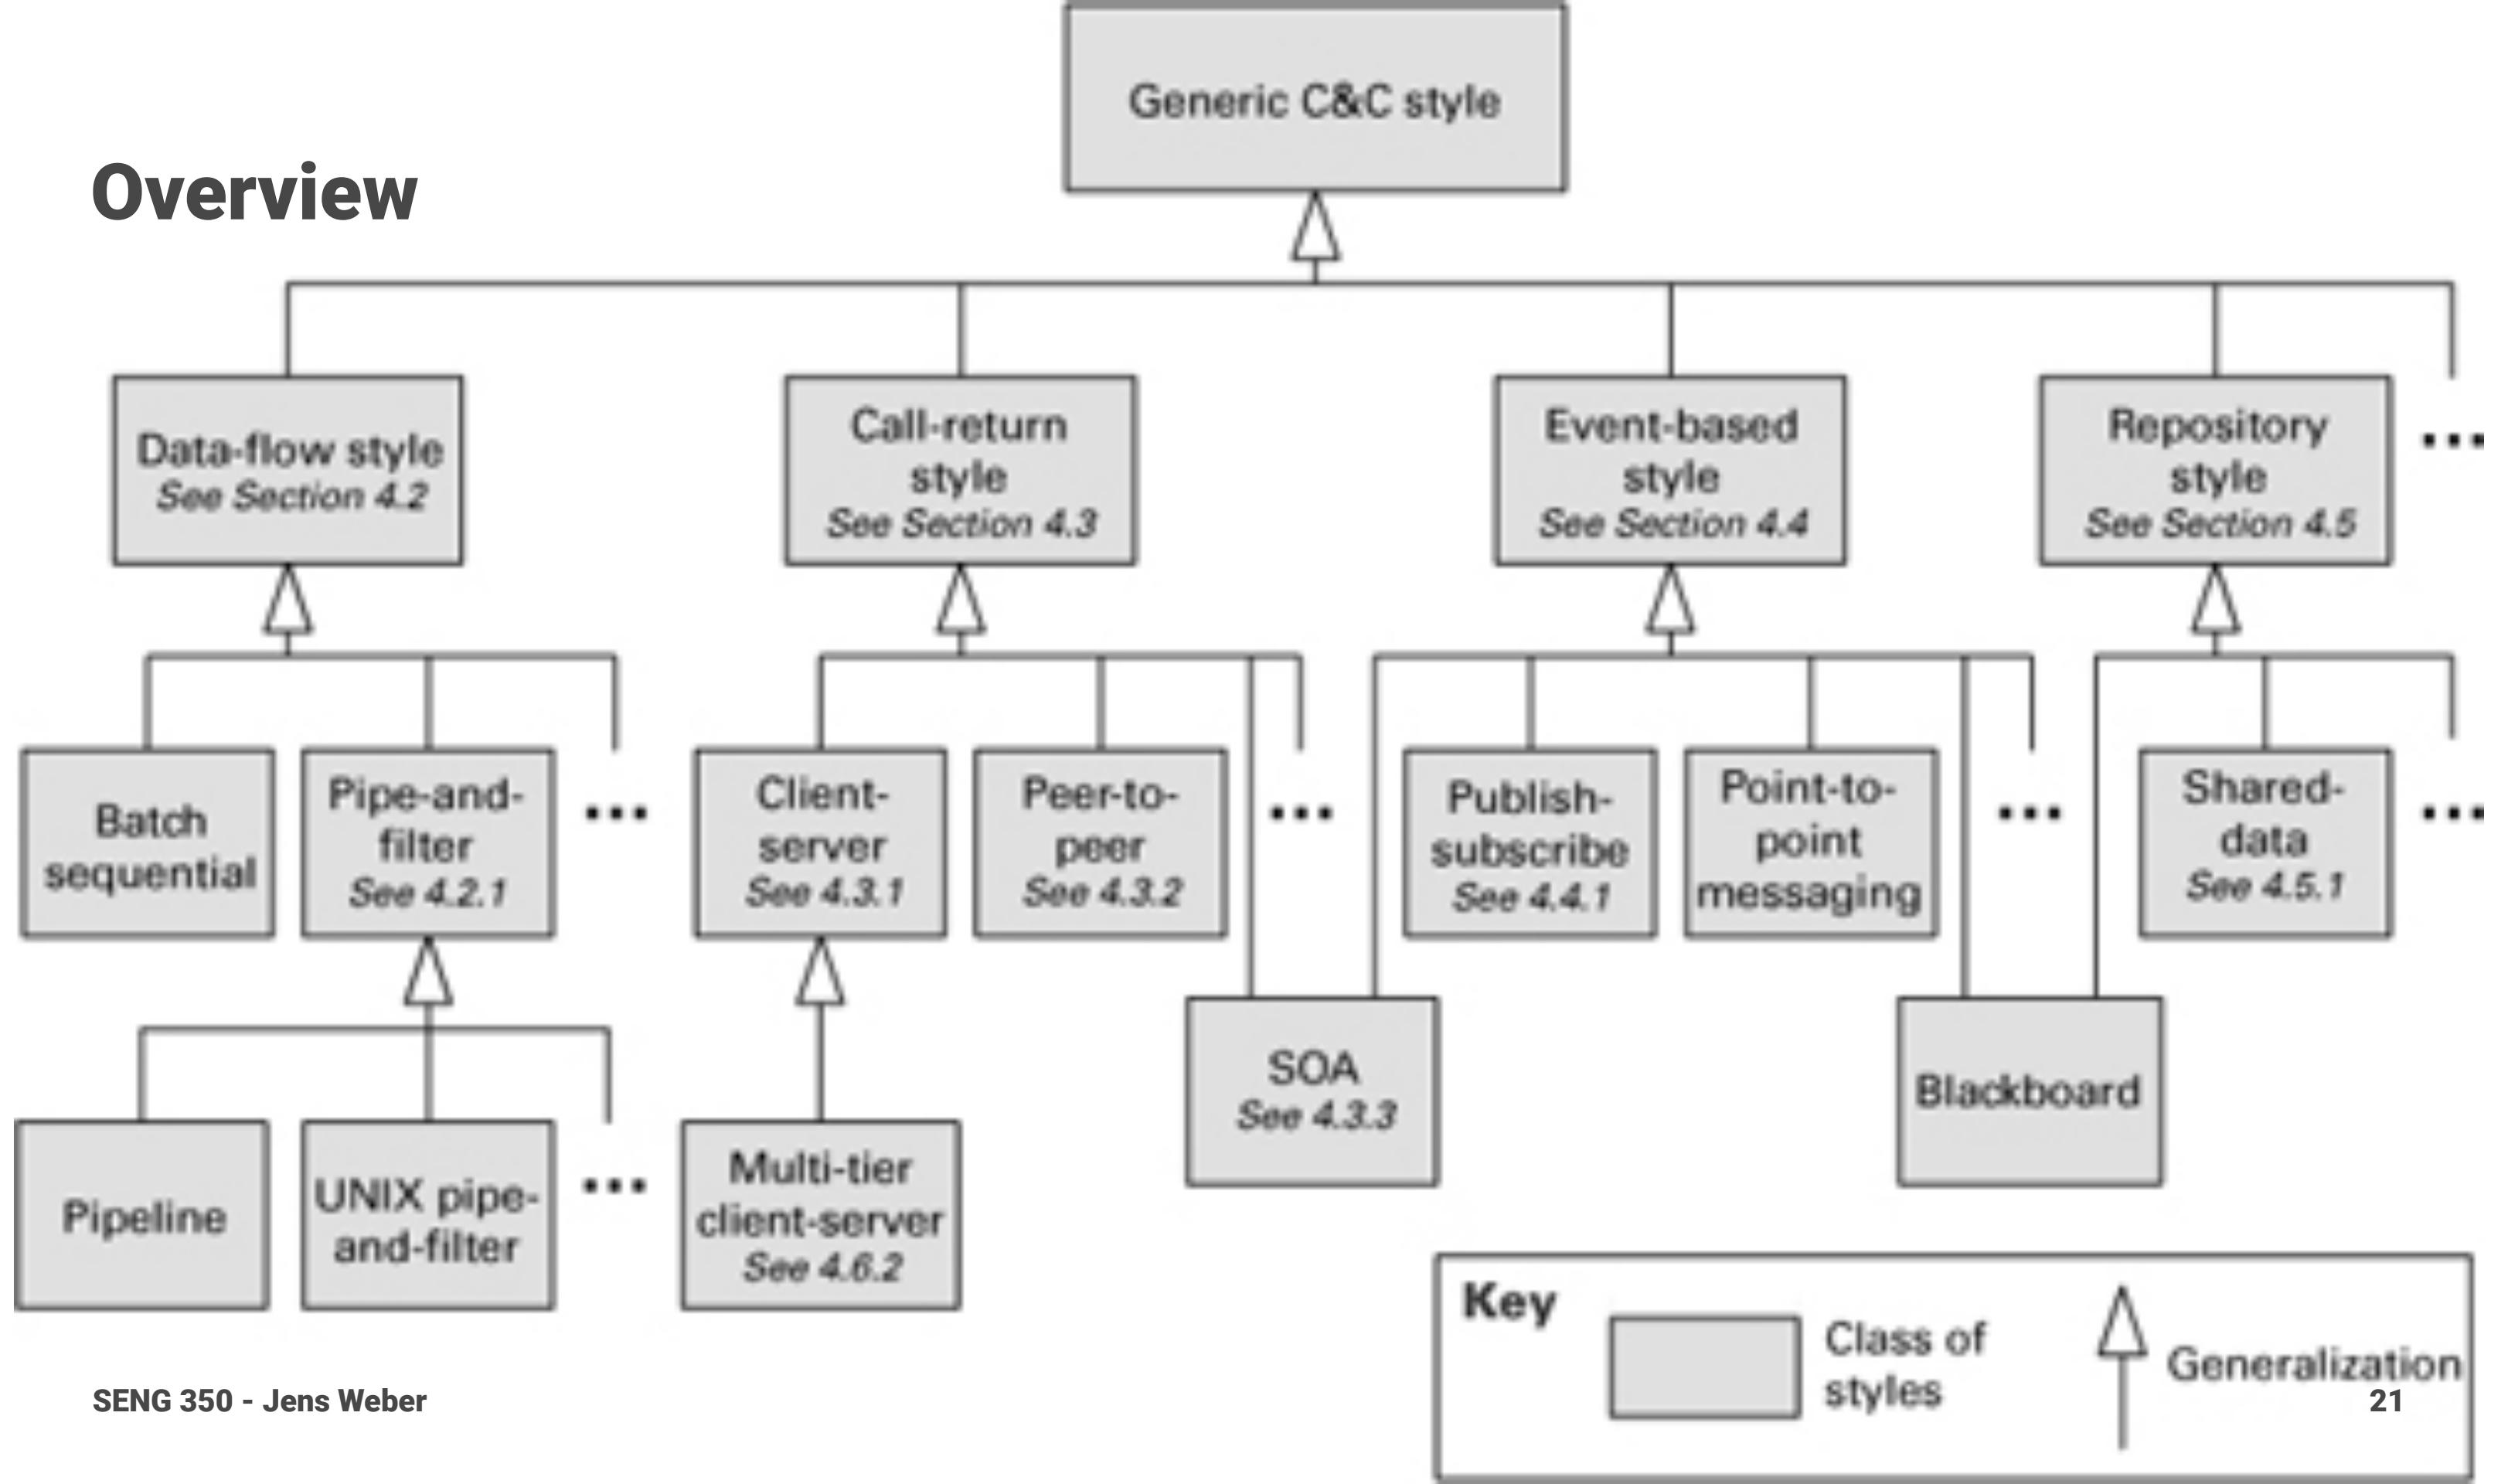 Generic C&C style
Overview
Data-flow style
See Section 4.2
Call-return
style
See Section 4.3
Event-based
style
See Section 4.4
Repository
style
See Section 4.5
...
Batch
sequential
Pipe-and-
filter
See 4.2.1
...
Client-
server
See 4.3.1
Peer-to-
peer
See 4.3.2
...
Publish-
subscribe
See 4.4.1
Point-to-
point
messaging
...
Shared-
data
See 4.5.1
...
Pipeline
UNIX pipe-
and-filter
...
Multi-tier
client-server
See 4.6.2
SOA
See 4.3.3
Blackboard
Key
Class of
styles
Generalization
SENG 350 - Jens Weber
21